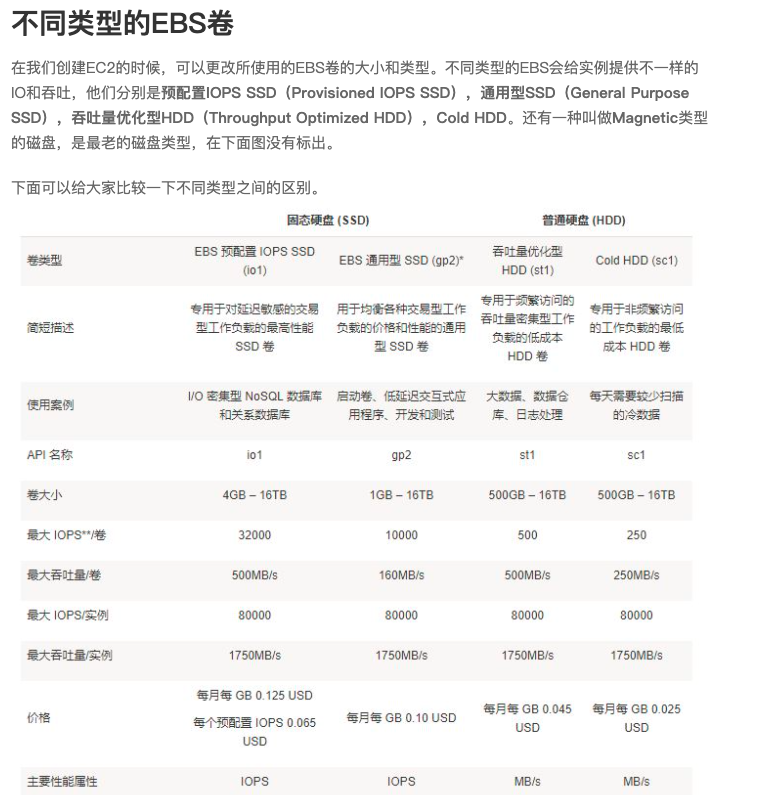 不同类型的EBS卷
在我们创建EC2的时候，可以更改所使用的EBS卷的大小和类型。不同类型的EBS会给实例提供不一样的
IO和吞吐，他们分别是预配置IOPS SSD（Provisioned IOPS SSD），通用型SSD（General Purpose
SSD），吞吐量优化型HDD（Throughput Optimized HDD），Cold HDD。还有一种叫做Magnetic类型
的磁盘，是最老的磁盘类型，在下面图没有标出。
下面可以给大家比较一下不同类型之间的区别。
固态硬盘 (SSD) 普通硬盘 (HDD)
卷类型 EBS 预配置 IOPS SSD (io1) EBS 通用型 SSD (gp2)* 吞吐量优化型 HDD (st1) Cold HDD (sc1)
简短描述 专用于对延迟敏感的交易型工作负载的最高性能 SSD 卷 用于均衡各种交易型工作负载的价格和性能的通用型 SSD 卷 专用于频繁访问的吞吐量密集型工作负载的低成本 HDD 卷 专用于非频繁访问的工作负载的最低成本 HDD 卷
使用案例 I/O 密集型 NoSQL 数据库和关系数据库 启动卷、低延迟交互式应用程序、开发和测试 大数据、数据仓库、日志处理 每天需要较少扫描的冷数据
API 名称 io1 gp2 st1 sc1
卷大小 4GB – 16TB 1GB – 16TB 500GB – 16TB 500GB – 16TB
最大 IOPS**/卷 32000 10000 500 250
最大吞吐量/卷 500MB/s 160MB/s 500MB/s 250MB/s
最大 IOPS/实例 80000 80000 80000 80000
最大吞吐量/实例 1750MB/s 1750MB/s 1750MB/s 1750MB/s
价格 每月每 GB 0.125 USD 每个预配置 IOPS 0.065 USD 每月每 GB 0.10 USD 每月每 GB 0.045 USD 每月每 GB 0.025 USD
主要性能属性 IOPS IOPS MB/s MB/s